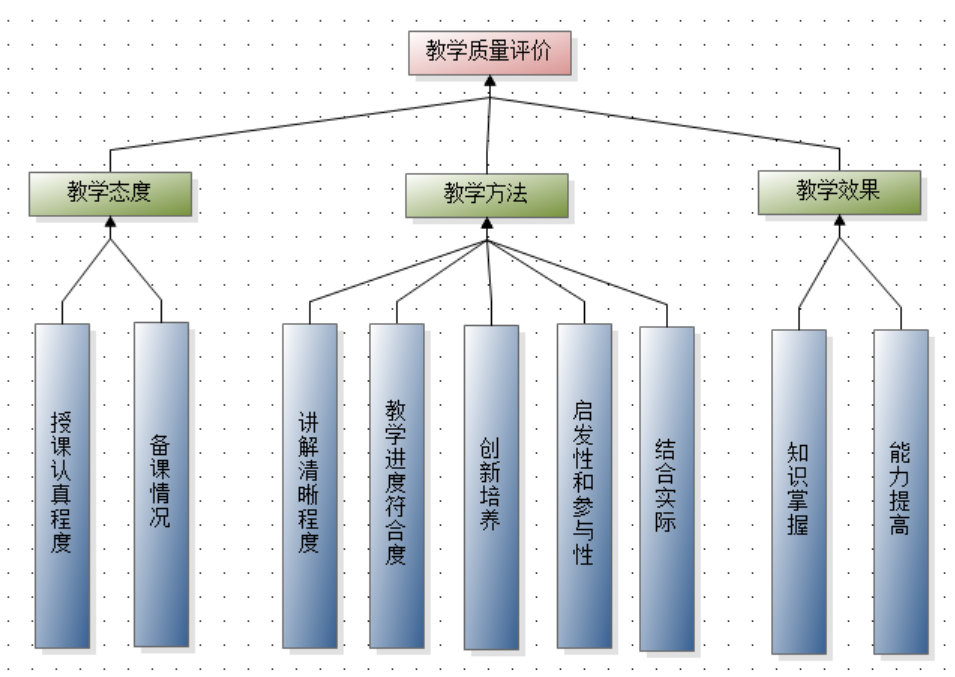 教学质量评价
教学态度
教学方法
教学效果
授课认真程度
备课情况
讲解清晰程度
教学进度符合度
创新培养
启发性和参与性
结合实际
知识掌握
能力提高